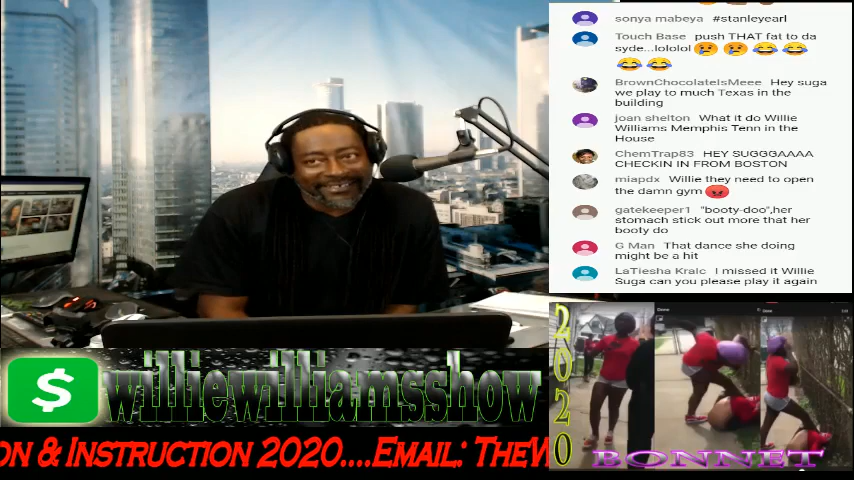 sonya mabeya #stanleyearl
Touch Base push THAT fat to da
syde...lololol
BrownChocolateIsMeee Hey suga
we play to much Texas in the
building
joan shelton What it do Willie
Williams Memphis Tenn in the
House
ChemTrap83 HEY SUGGGAAAA
CHECKIN IN FROM BOSTON
miapdx Willie they need to open
the damn gym
gatekeeper1 "booty-doo",her
stomach stick out more that her
booty do
G Man That dance she doing
might be a hit
LaTiesha Kralc I missed it Willie
Suga can you please play it again
2020
BONNET
$ williewilliamsshow
ON & INSTRUCTION 2020....EMAIL: THEW